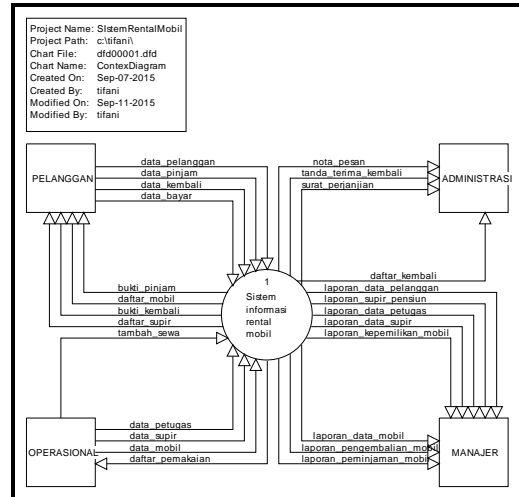 Project Name: SIstemRentalMobil
Project Path: c:\tifani\
Chart File: dfd00001.dfd
Chart Name: ContexDiagram
Created On: Sep-07-2015
Created By: tifani
Modified On: Sep-11-2015
Modified By: tifani
PELANGGAN
data_pelanggan
data_pinjam
data_kembali
data_bayar
nota_pesan
tanda_terima_kembali
surat_perjanjian
ADMINISTRASI
daftar_kembali
1
Sistem
informasi
rental
mobil
bukti_pinjam
daftar_mobil
bukti_kembali
daftar_supir
tambah_sewa
laporan_data_pelanggan
laporan_supir_pensiun
laporan_data_petugas
laporan_data_supir
laporan_kepemilikan_mobil
OPERASIONAL
data_petugas
data_supir
data_mobil
daftar_pemakaian
laporan_data_mobil
laporan_pengembalian_mobil
laporan_peminjaman_mobil
MANAJER